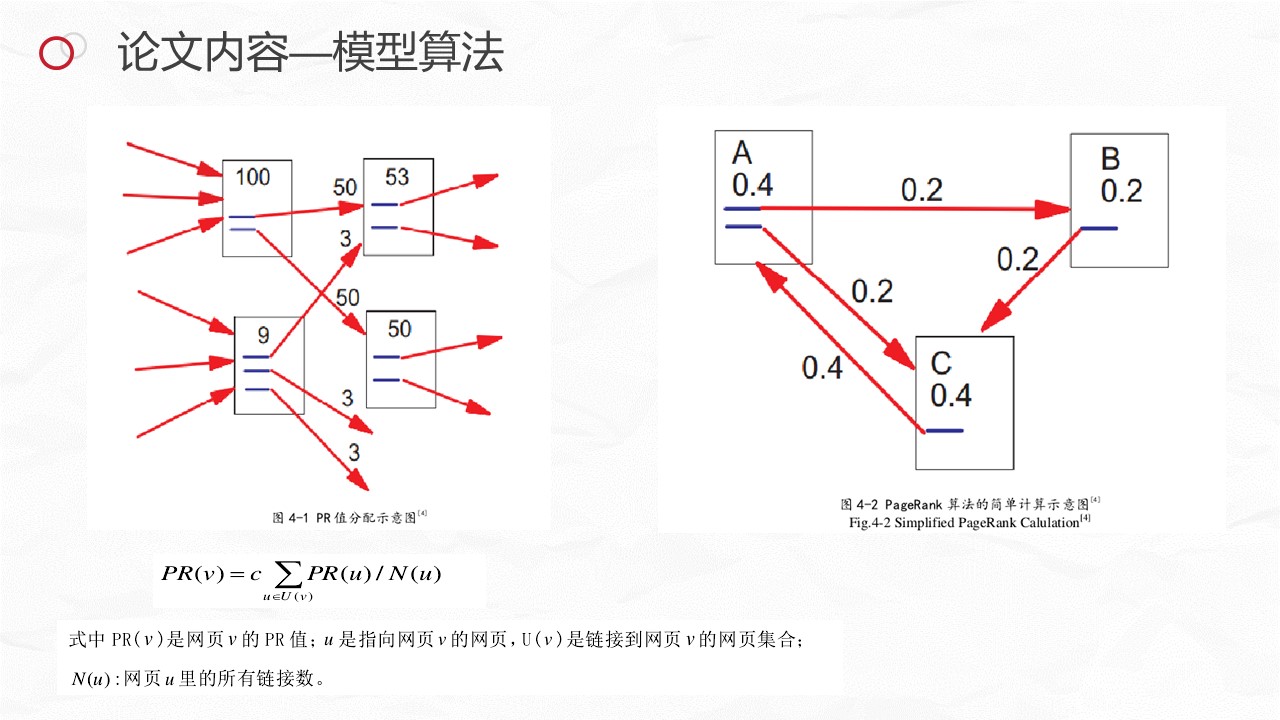 论文内容—模型算法
100
50
53
3
50
9
50
3
3
图 4-1 PR 值分配示意图[4]
A
0.4
0.2
B
0.2
0.2
0.2
0.4
C
0.4
图 4-2 PageRank 算法的简单计算示意图[4]
Fig.4-2 Simplified PageRank Calulation[4]
PR(v) = c ∑ PR(u) / N(u)
u∈U(v)
式中 PR(v)是网页 v 的 PR 值；u 是指向网页 v 的网页，U(v)是链接到网页 v 的网页集合；
N(u)：网页 u 里的所有链接数。